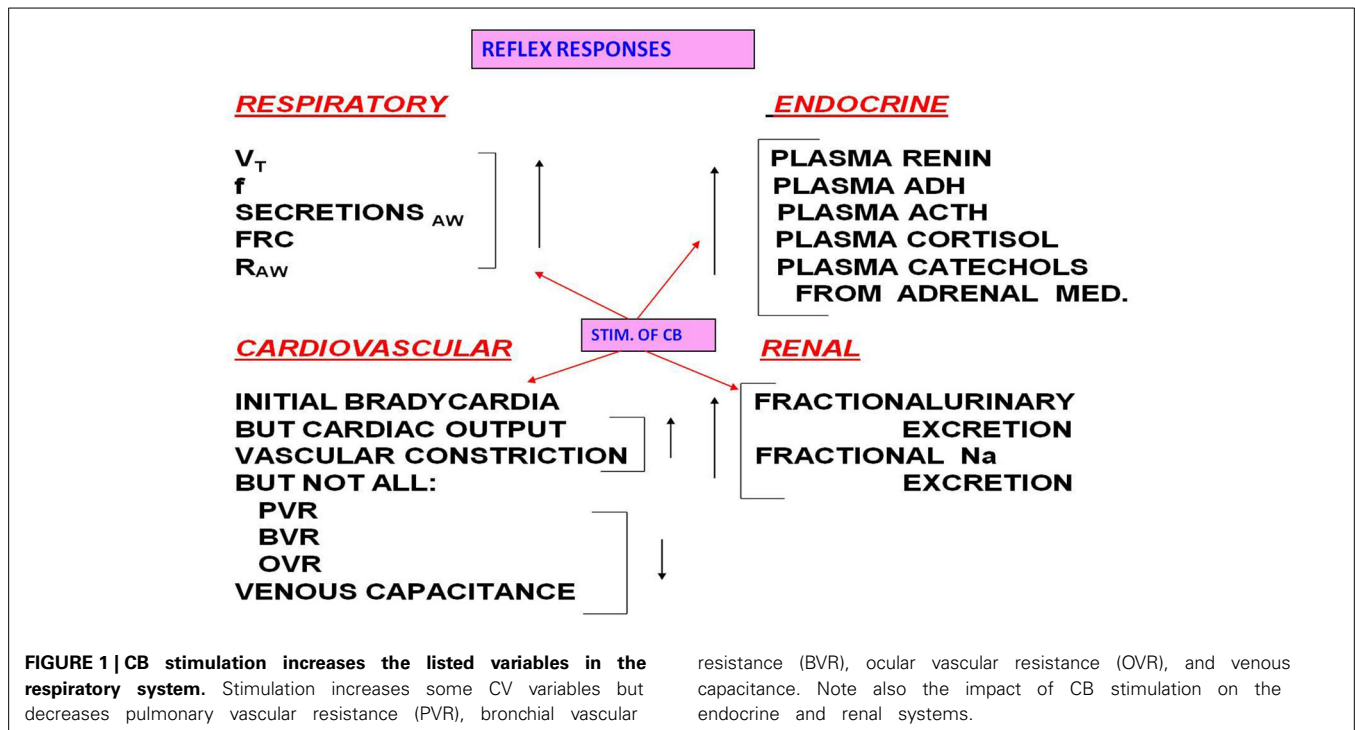 REFLEX RESPONSES
RESPIRATORY
V_T
f
SECRETIONS AW
FRC
R_AW
ENDOCRINE
PLASMA RENIN
PLASMA ADH
PLASMA ACTH
PLASMA CORTISOL
PLASMA CATECHOLS
FROM ADRENAL MED.
STIM. OF CB
CARDIOVASCULAR
INITIAL BRADYCARDIA
BUT CARDIAC OUTPUT
VASCULAR CONSTRICTION
BUT NOT ALL:
PVR
BVR
OVR
VENOUS CAPACITANCE
RENAL
FRACTIONALURINARY
EXCRETION
FRACTIONAL Na
EXCRETION
FIGURE 1 | CB stimulation increases the listed variables in the
respiratory system. Stimulation increases some CV variables but
decreases pulmonary vascular resistance (PVR), bronchial vascular
resistance (BVR), ocular vascular resistance (OVR), and venous
capacitance. Note also the impact of CB stimulation on the
endocrine and renal systems.